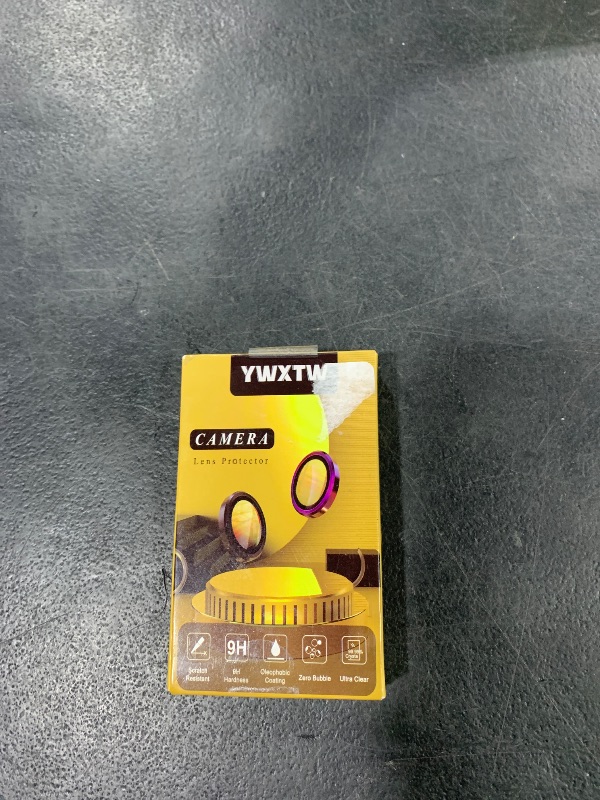 YWXTW
CAMERA
Lens Protector
9H
Scratch Resistant
9H Hardness
Oleophobic Coating
Zero Bubble
Ultra Clear